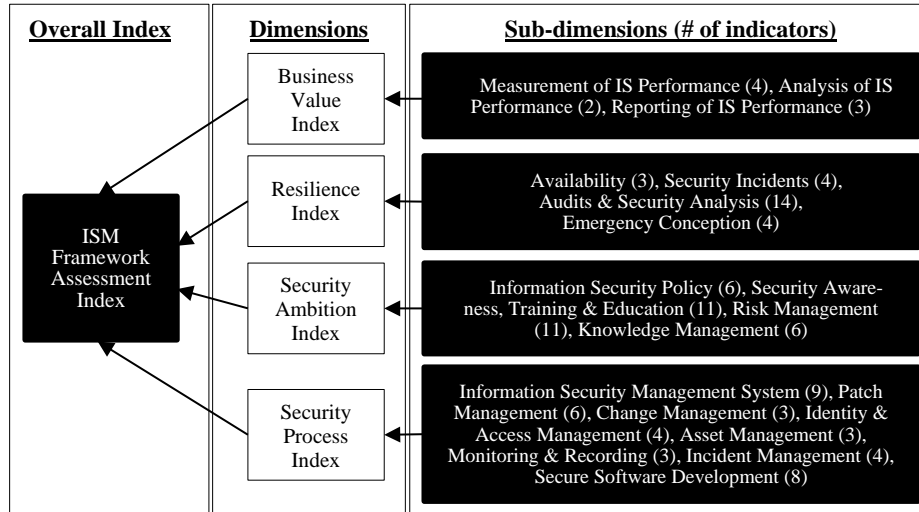 Overall Index
Dimensions
Sub-dimensions (# of indicators)
ISM
Framework
Assessment
Index
Business
Value
Index
Measurement of IS Performance (4), Analysis of IS
Performance (2), Reporting of IS Performance (3)
Resilience
Index
Availability (3), Security Incidents (4),
Audits & Security Analysis (14),
Emergency Conception (4)
Security
Ambition
Index
Information Security Policy (6), Security Aware-
ness, Training & Education (11), Risk Management
(11), Knowledge Management (6)
Security
Process
Index
Information Security Management System (9), Patch
Management (6), Change Management (3), Identity &
Access Management (4), Asset Management (3),
Monitoring & Recording (3), Incident Management (4),
Secure Software Development (8)